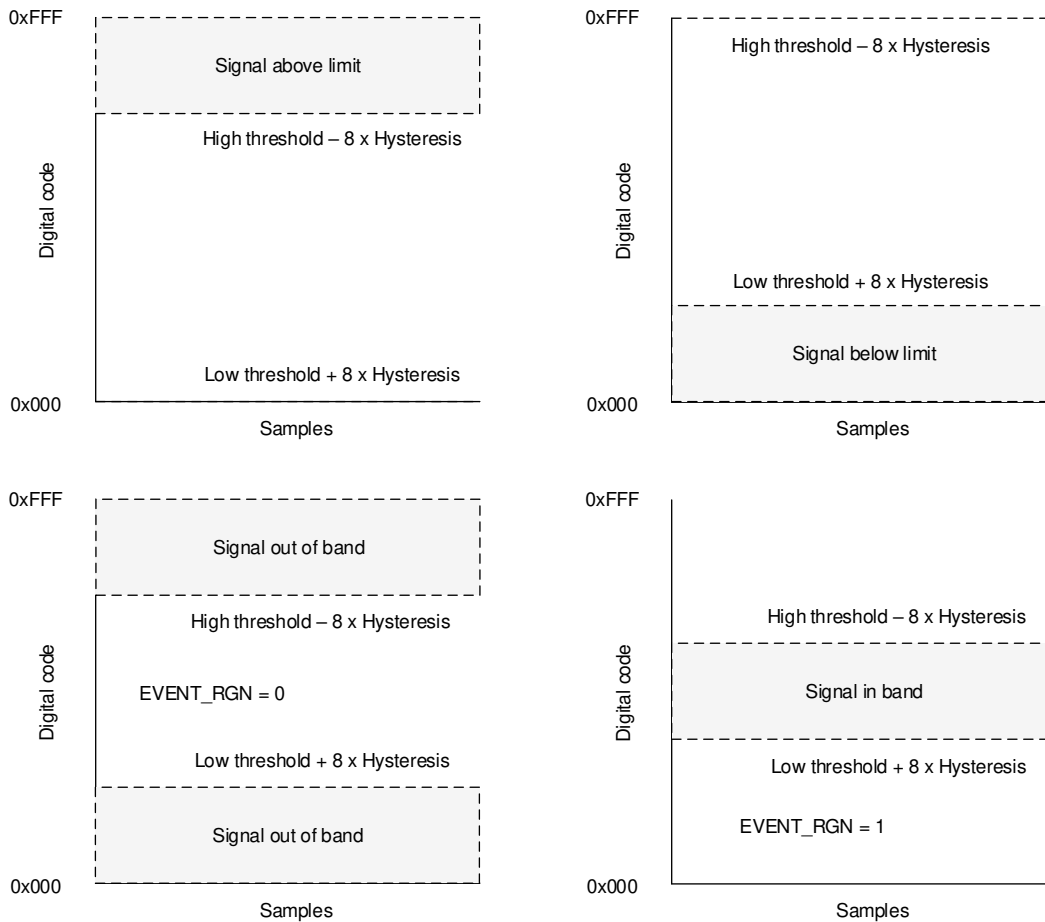 0xFFF
Signal above limit
High threshold – 8 x Hysteresis
Digital code
Low threshold + 8 x Hysteresis
0x000
Samples
0xFFF
High threshold – 8 x Hysteresis
Digital code
Low threshold + 8 x Hysteresis
Signal below limit
0x000
Samples
0xFFF
Signal out of band
High threshold – 8 x Hysteresis
Digital code
EVENT_RGN = 0
Low threshold + 8 x Hysteresis
Signal out of band
0x000
Samples
0xFFF
High threshold – 8 x Hysteresis
Digital code
Signal in band
Low threshold + 8 x Hysteresis
EVENT_RGN = 1
0x000
Samples